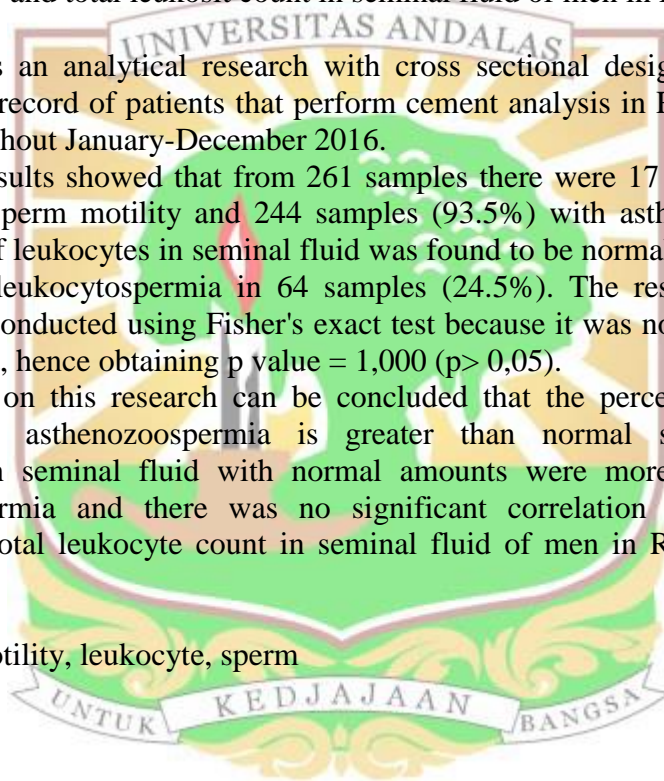 and total leukosit count in seminal fluid of men in
UNIVERSITAS ANDALAS
an analytical research with cross sectional
record of patients that perform cement analysis in
hout January-December 2016.
sults showed that from 261 samples there were 17
perm motility and 244 samples (93.5%) with asth
f leukocytes in seminal fluid was found to be norma
leukocytospermia in 64 samples (24.5%). The res
onducted using Fisher's exact test because it was no
, hence obtaining p value = 1,000 (p> 0,05).
on this research can be concluded that the perce
asthenozoospermia is greater than normal s
n seminal fluid with normal amounts were more
rmia and there was no significant correlation
otal leukocyte count in seminal fluid of men in R
otility, leukocyte, sperm
UNTUK KEDJAJAAN BANGSA